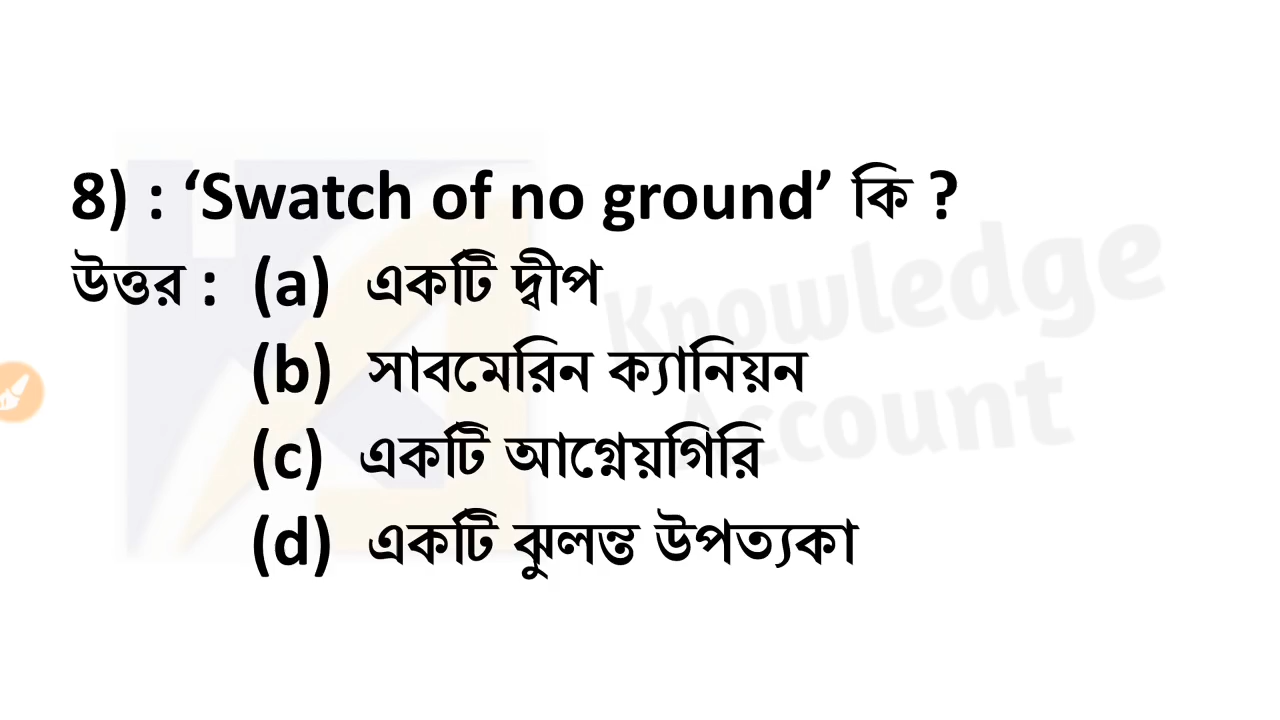 8) : ‘Swatch of no ground’ কি ?
উত্তর : (a) একটি দ্বীপ
(b) সাবমেরিন ক্যানিয়ন
(c) একটি আগ্নেয়গিরি
(d) একটি ঝুলন্ত উপত্যকা
Knowledge
Account